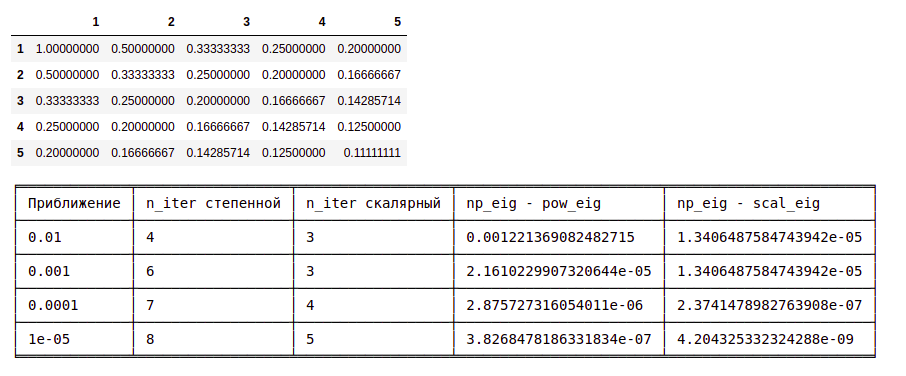 1 2 3 4 5
1 1.00000000 0.50000000 0.33333333 0.25000000 0.20000000
2 0.50000000 0.33333333 0.25000000 0.20000000 0.16666667
3 0.33333333 0.25000000 0.20000000 0.16666667 0.14285714
4 0.25000000 0.20000000 0.16666667 0.14285714 0.12500000
5 0.20000000 0.16666667 0.14285714 0.12500000 0.11111111
Приближение n_iter степенной n_iter скалярный np_eig - pow_eig np_eig - scal_eig
0.01 4 3 0.001221369082482715 1.3406487584743942e-05
0.001 6 3 2.1610229907320644e-05 1.3406487584743942e-05
0.0001 7 4 2.875727316054011e-06 2.3741478982763908e-07
1e-05 8 5 3.8268478186331834e-07 4.204325332324288e-09